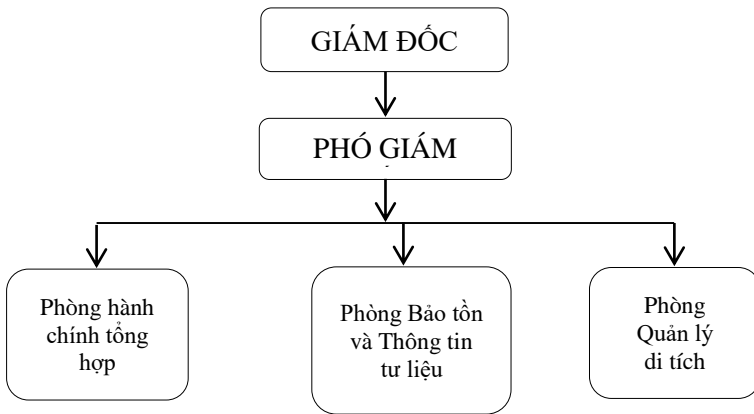 GIÁM ĐỐC
PHÓ GIÁM
Phòng hành
chính tổng
hợp
Phòng Bảo tồn
và Thông tin
tư liệu
Phòng
Quản lý
di tích